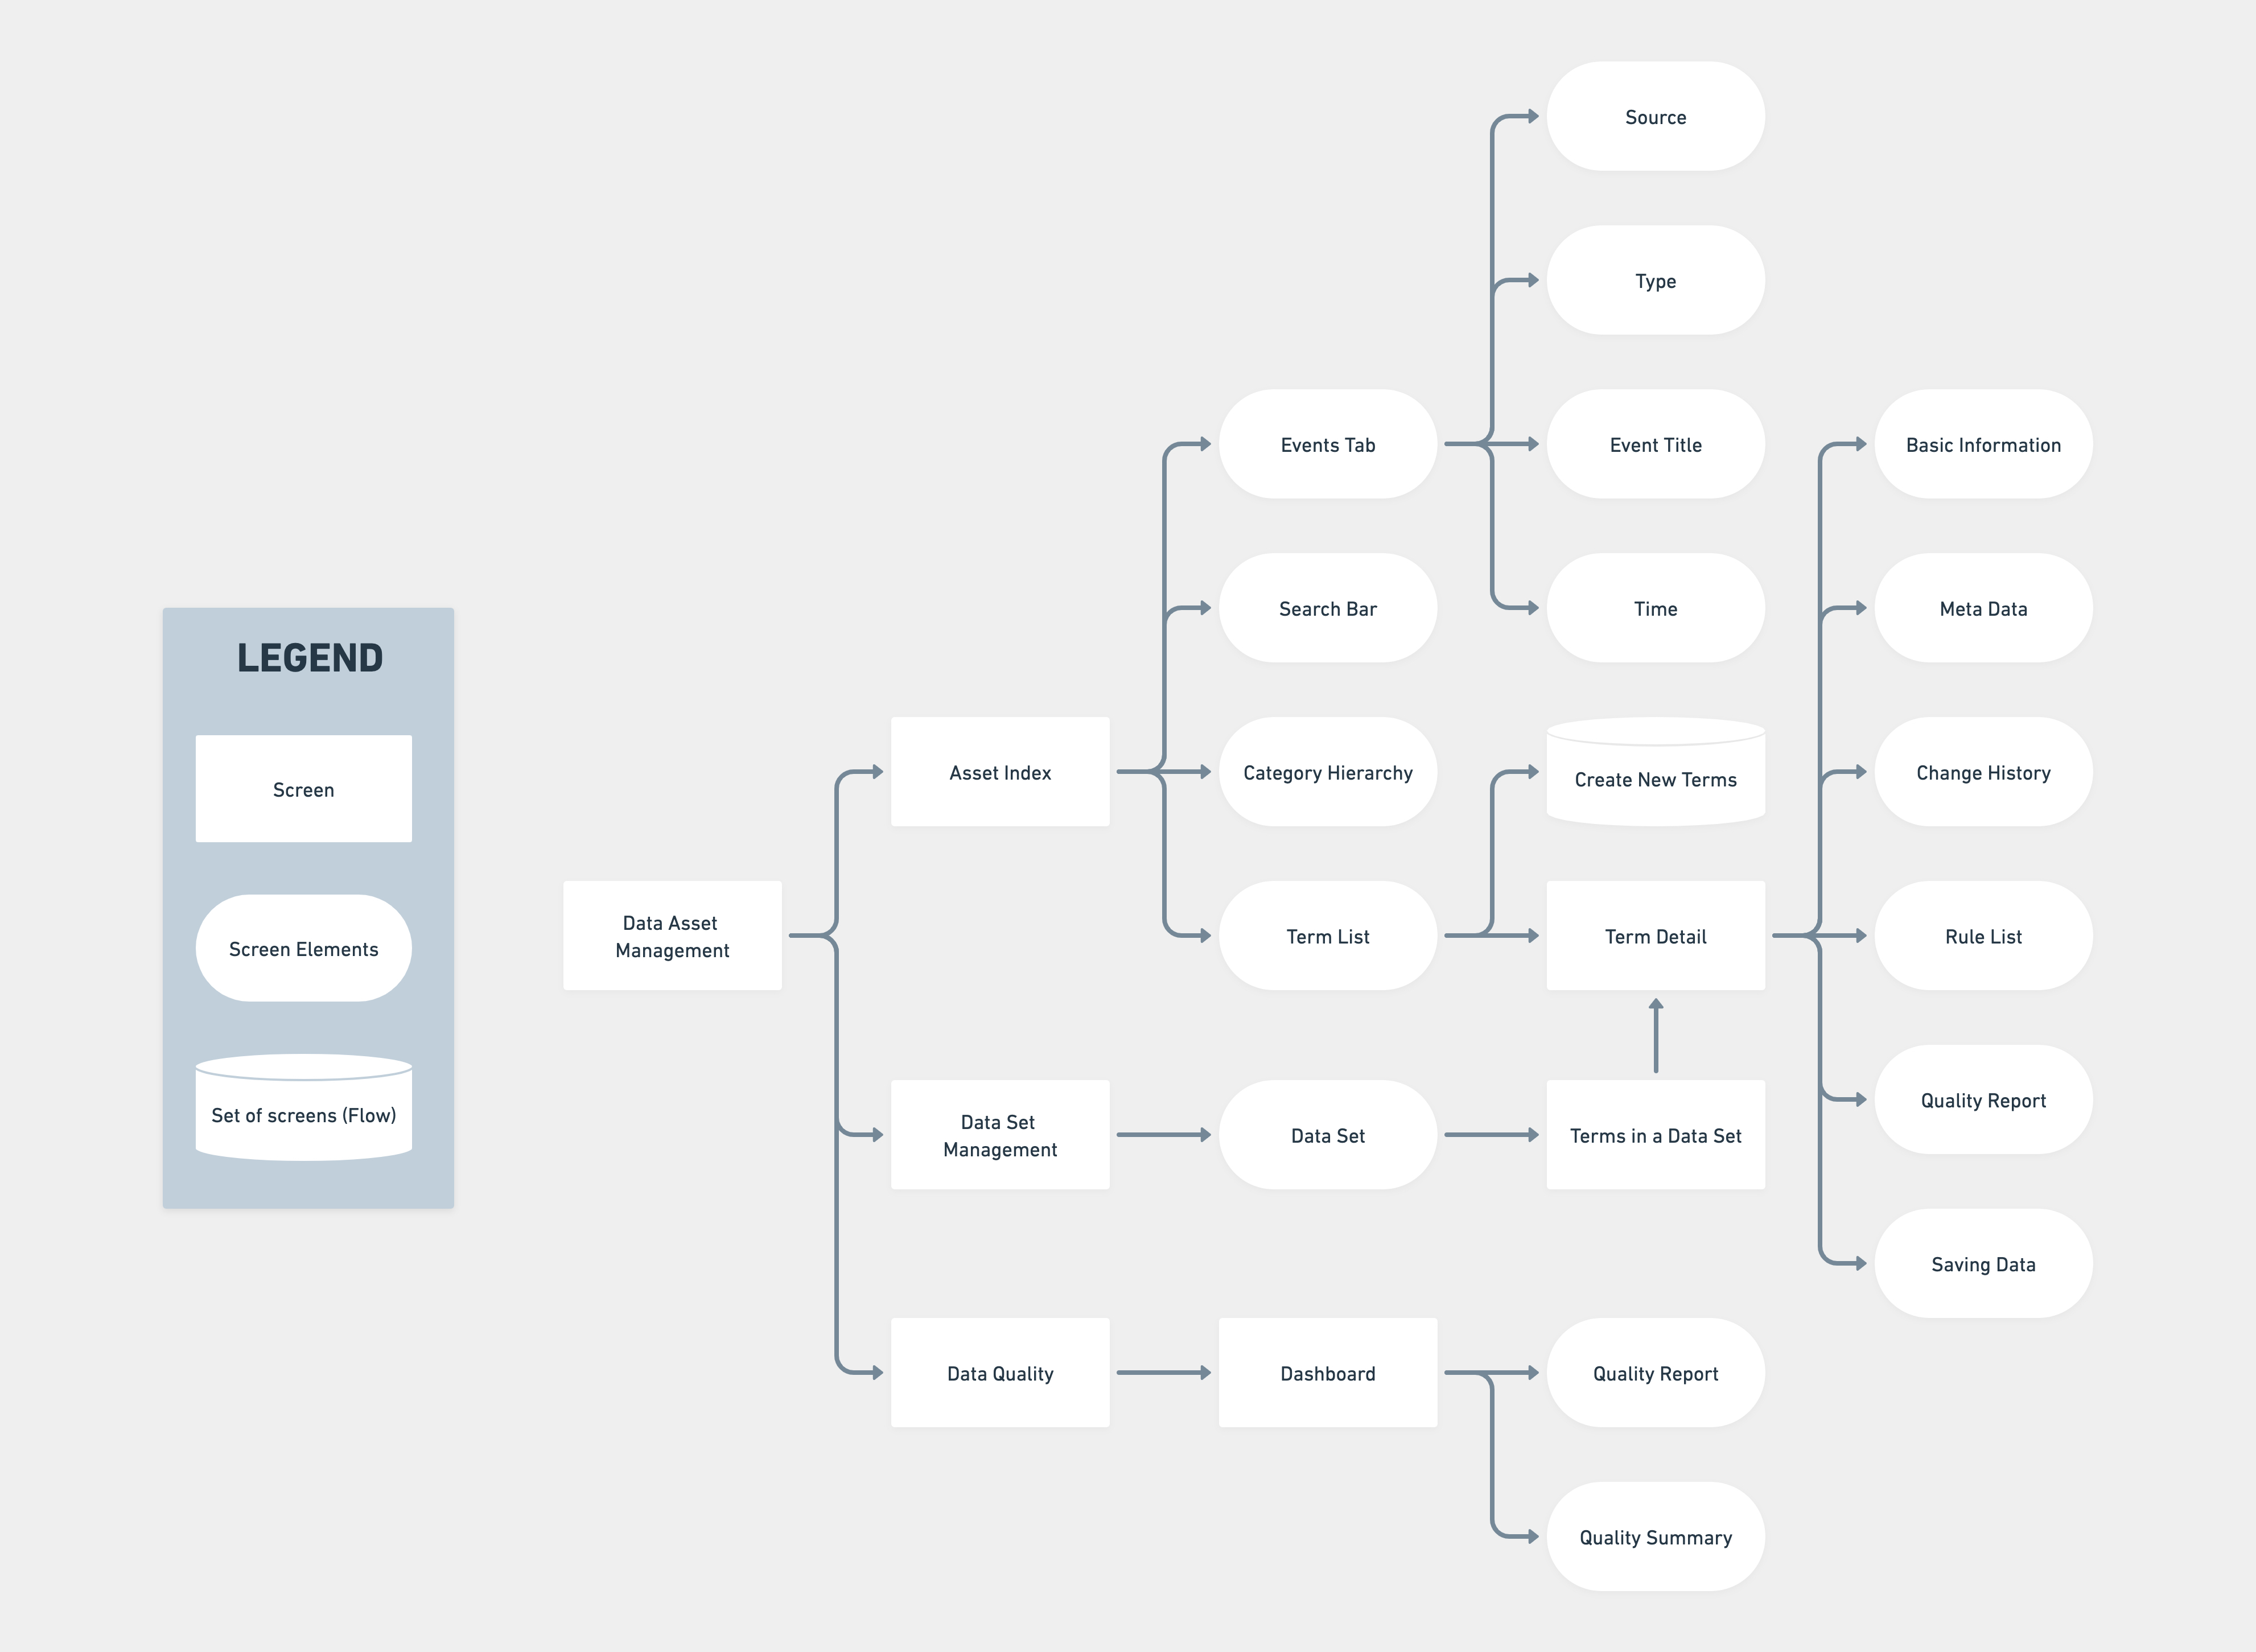 LEGEND
Screen
Screen Elements
Set of screens (Flow)
Data Asset
Management
Asset Index
Data Set
Management
Data Quality
Events Tab
Search Bar
Category Hierarchy
Term List
Data Set
Dashboard
Source
Type
Event Title
Time
Create New Terms
Term Detail
Terms in a Data Set
Quality Report
Quality Summary
Basic Information
Meta Data
Change History
Rule List
Quality Report
Saving Data